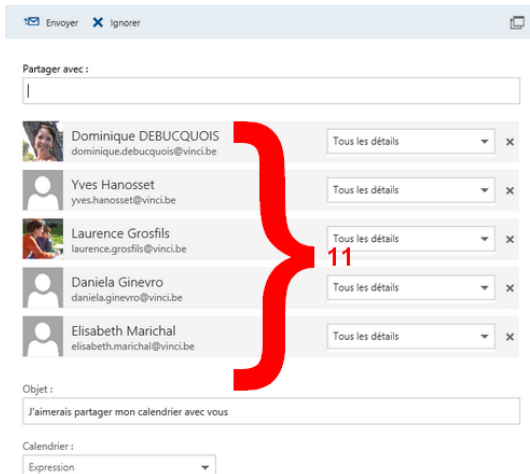 Envoyer Ignorer
Partager avec :
Dominique DEBUCQUOIS
dominique.debucquois@vinci.be
Tous les détails
Yves Hanosset
yves.hanosset@vinci.be
Tous les détails
Laurence Grosfils
laurence.grosfils@vinci.be
Tous les détails
11
Daniela Ginevro
daniela.ginevro@vinci.be
Tous les détails
Elisabeth Marichal
elisabeth.marichal@vinci.be
Tous les détails
Objet :
J'aimerais partager mon calendrier avec vous
Calendrier :
Expression